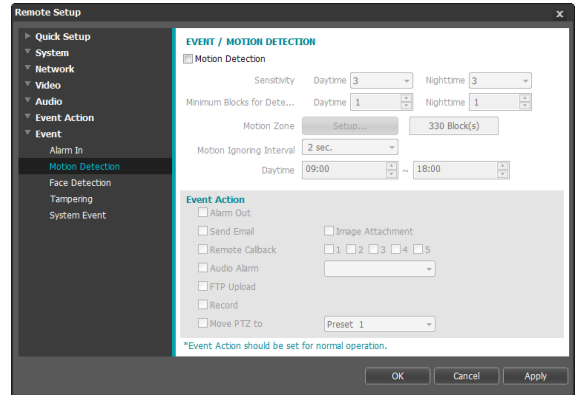 Remote Setup x
Quick Setup
System
Network
Video
Audio
Event Action
Event
Alarm In
Motion Detection
Face Detection
Tampering
System Event
EVENT / MOTION DETECTION
Motion Detection
Sensitivity Daytime 3 Nighttime 3
Minimum Blocks for Dete... Daytime 1 Nighttime 1
Motion Zone Setup... 330 Block(s)
Motion Ignoring Interval 2 sec.
Daytime 09:00 ~ 18:00
Event Action
Alarm Out
Send Email Image Attachment
Remote Callback 1 2 3 4 5
Audio Alarm
FTP Upload
Record
Move PTZ to Preset 1
*Event Action should be set for normal operation.
OK Cancel Apply